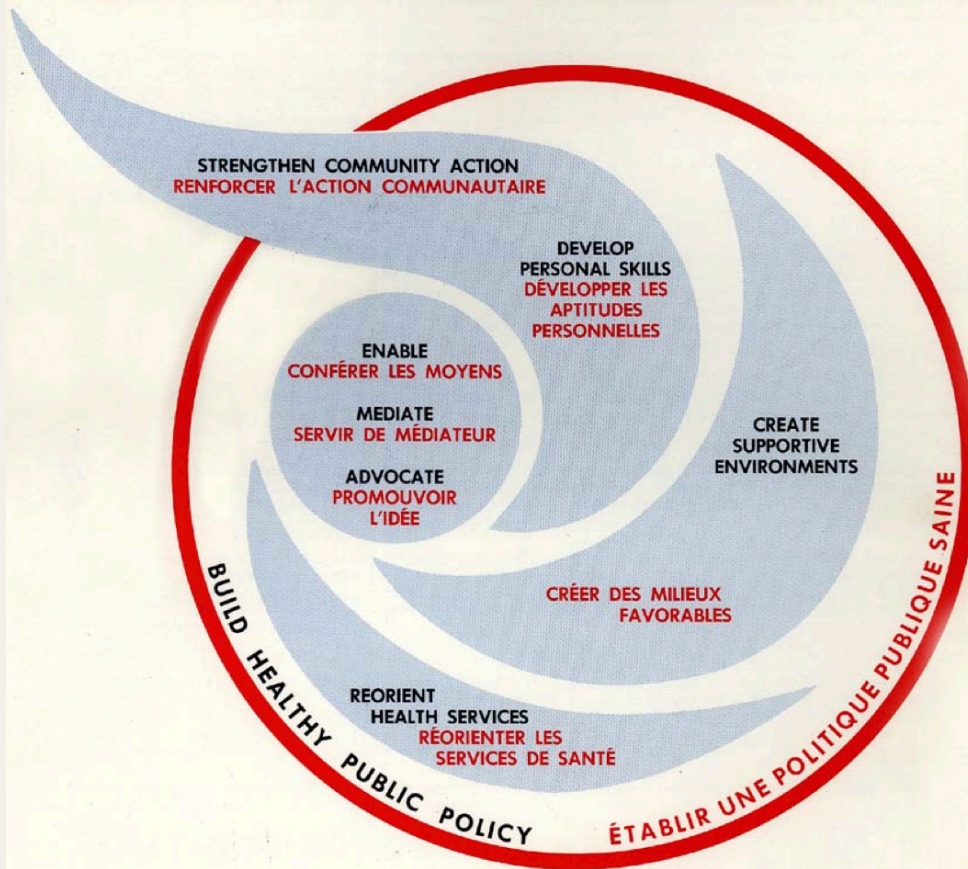 STRENGTHEN COMMUNITY ACTION
RENFORCER L'ACTION COMMUNAUTAIRE
DEVELOP
PERSONAL SKILLS
DÉVELOPPER LES
APTITUDES
PERSONNELLES
ENABLE
CONFÉRER LES MOYENS
MEDIATE
SERVIR DE MÉDIATEUR
ADVOCATE
PROMOUVOIR
L'IDÉE
CREATE
SUPPORTIVE
ENVIRONMENTS
CRÉER DES MILIEUX
FAVORABLES
REORIENT
HEALTH SERVICES
RÉORIENTER LES
SERVICES DE SANTÉ
BUILD HEALTHY PUBLIC POLICY
ÉTABLIR UNE POLITIQUE PUBLIQUE SAINE